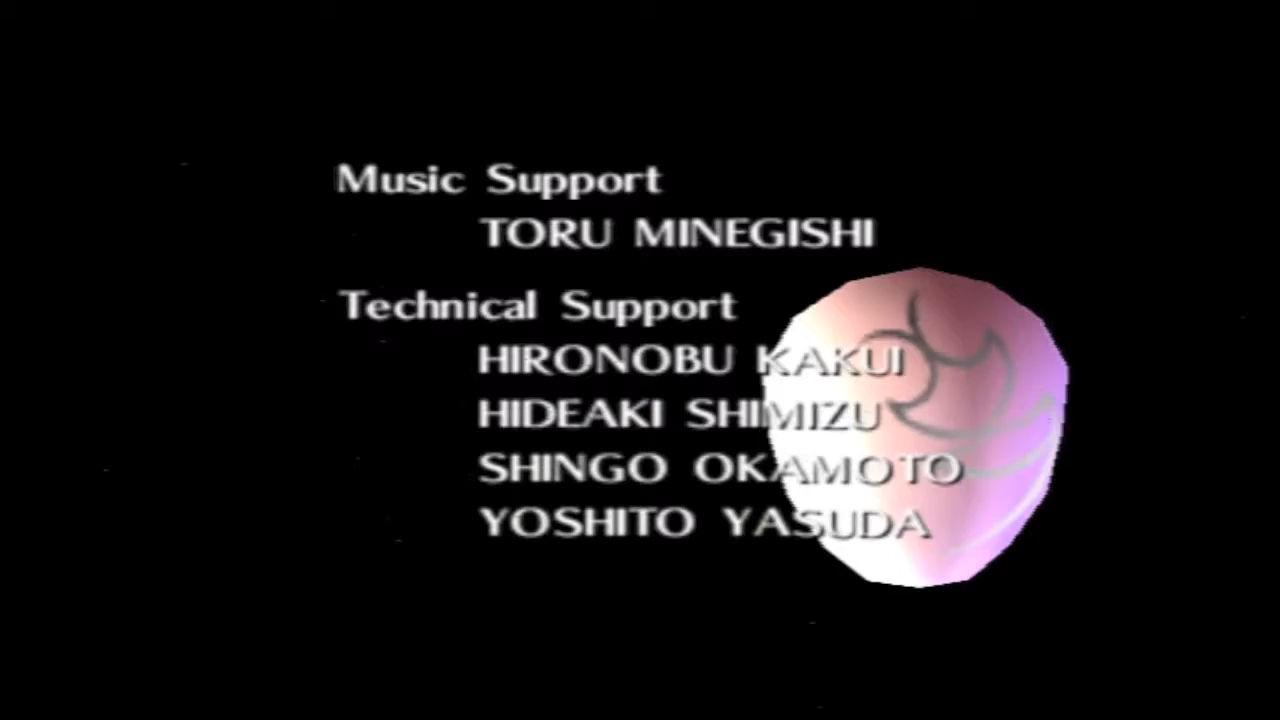 Music Support
TORU MINEGISHI
Technical Support
HIRONOBU KAKUI
HIDEAKI SHIMIZU
SHINGO OKAMOTO
YOSHITO YASUDA